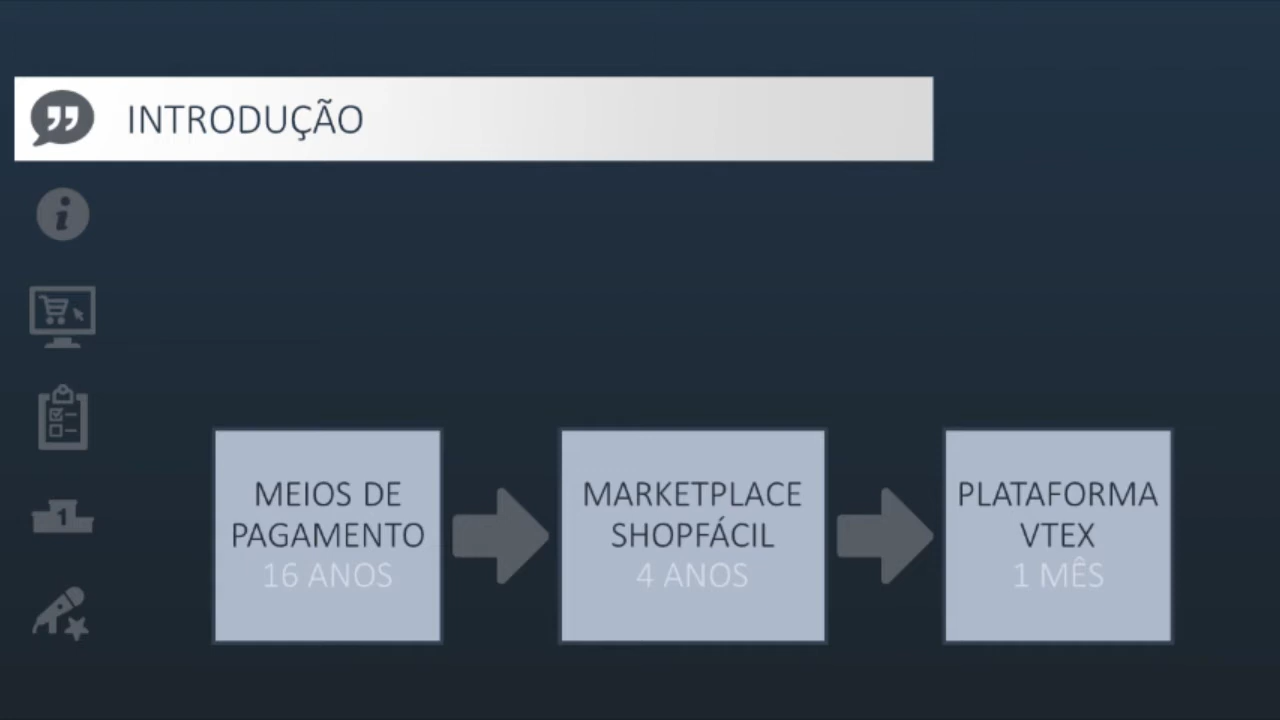 INTRODUÇÃO
MEIOS DE
PAGAMENTO
16 ANOS
MARKETPLACE
SHOPFÁCIL
4 ANOS
PLATAFORMA
VTEX
1 MÊS
1